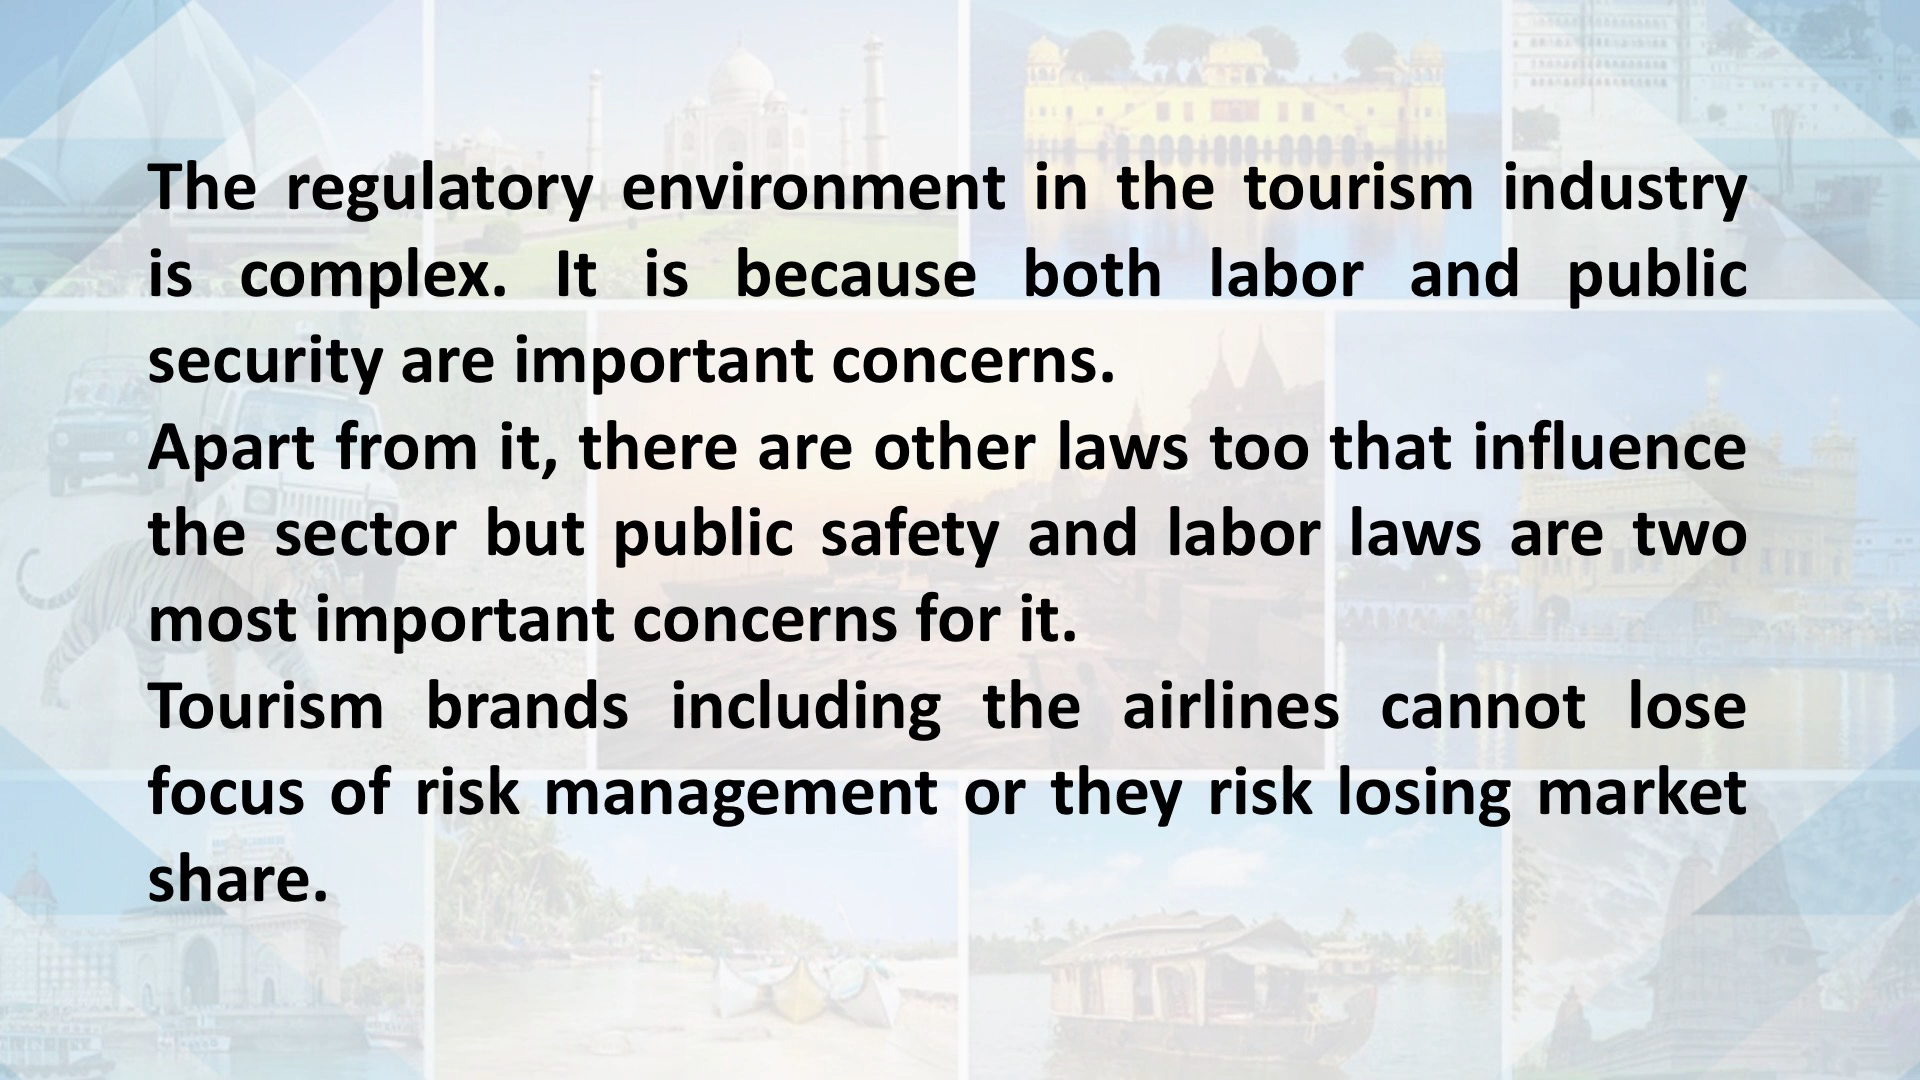 The regulatory environment in the tourism industry
is complex. It is because both labor and public
security are important concerns.
Apart from it, there are other laws too that influence
the sector but public safety and labor laws are two
most important concerns for it.
Tourism brands including the airlines cannot lose
focus of risk management or they risk losing market
share.